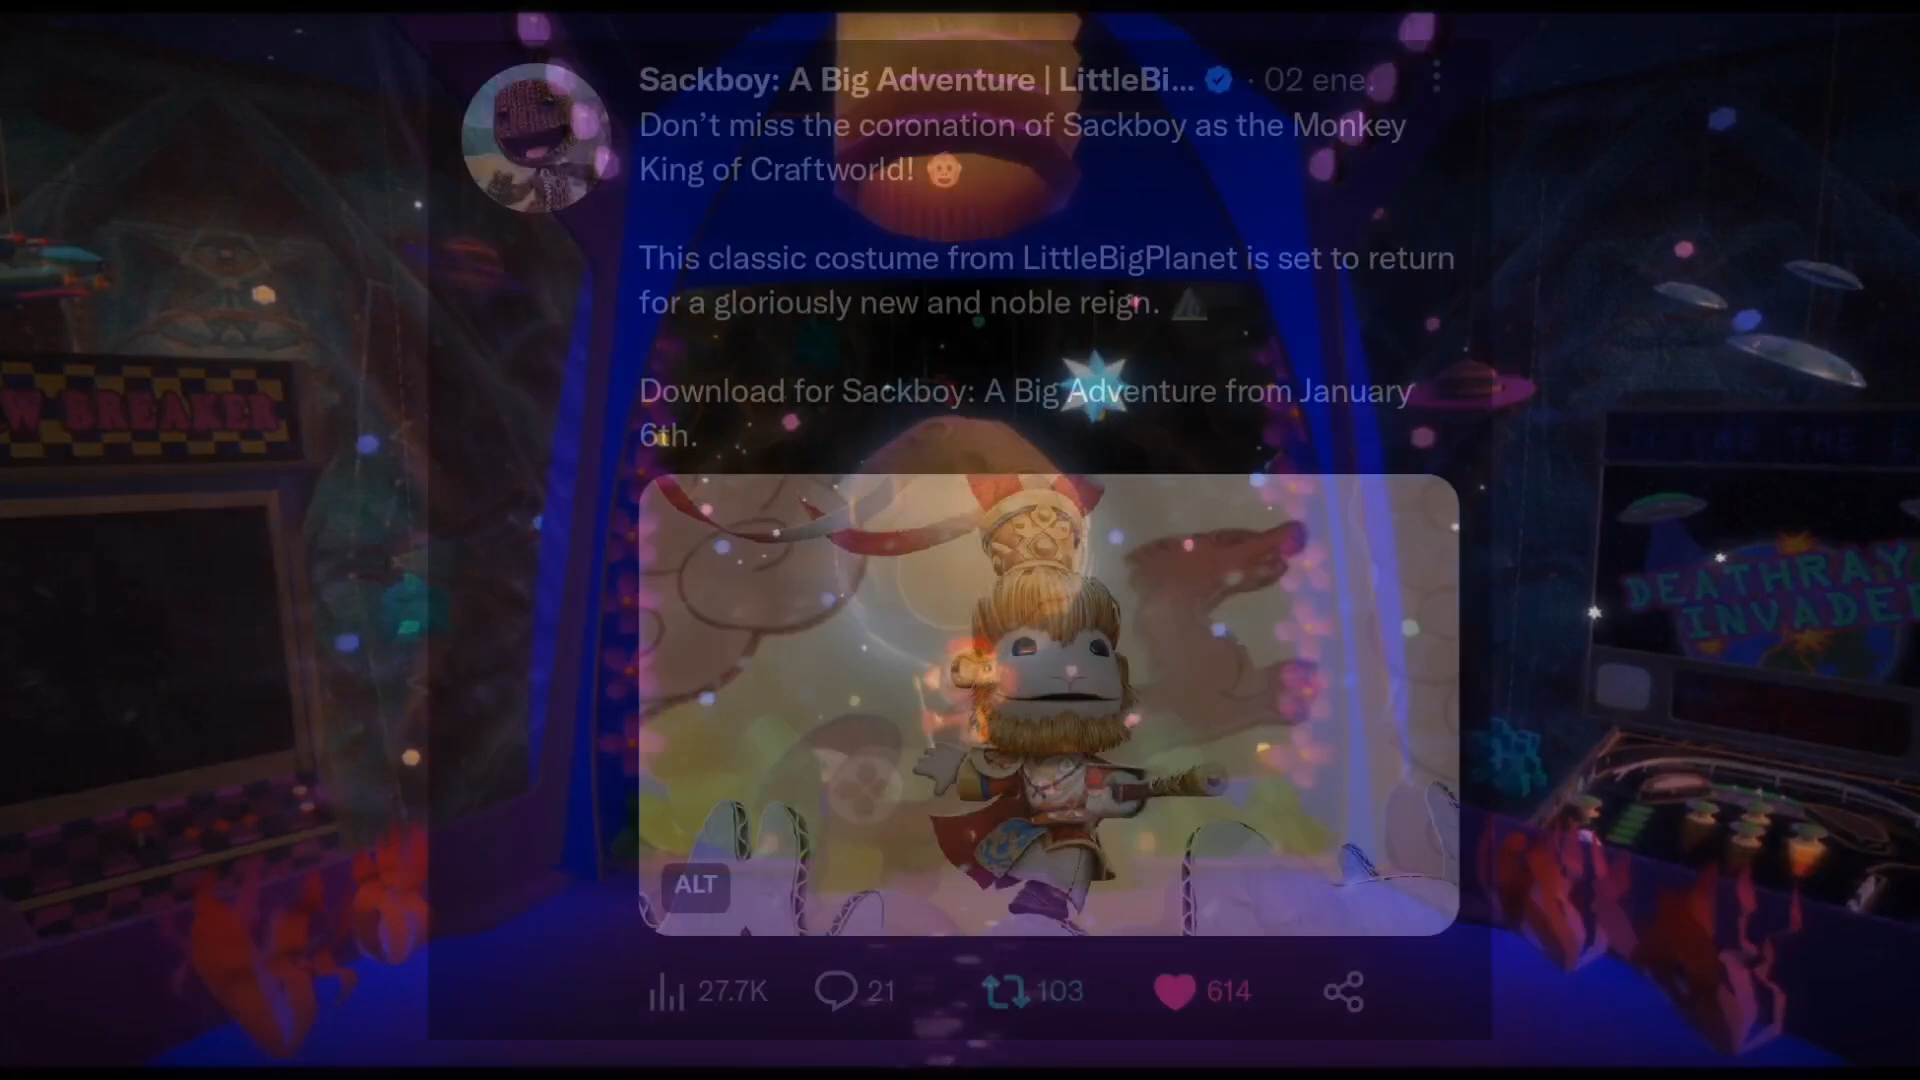 Sackboy: A Big Adventure | LittleBi... · 02 ene.
Don't miss the coronation of Sackboy as the Monkey
King of Craftworld! 🐵
This classic costume from LittleBigPlanet is set to return
for a gloriously new and noble reign.
Download for Sackboy: A Big Adventure from January
6th.
W BREAKER
DEATHRAY
INVADE
ALT
27.7K 21 103 614